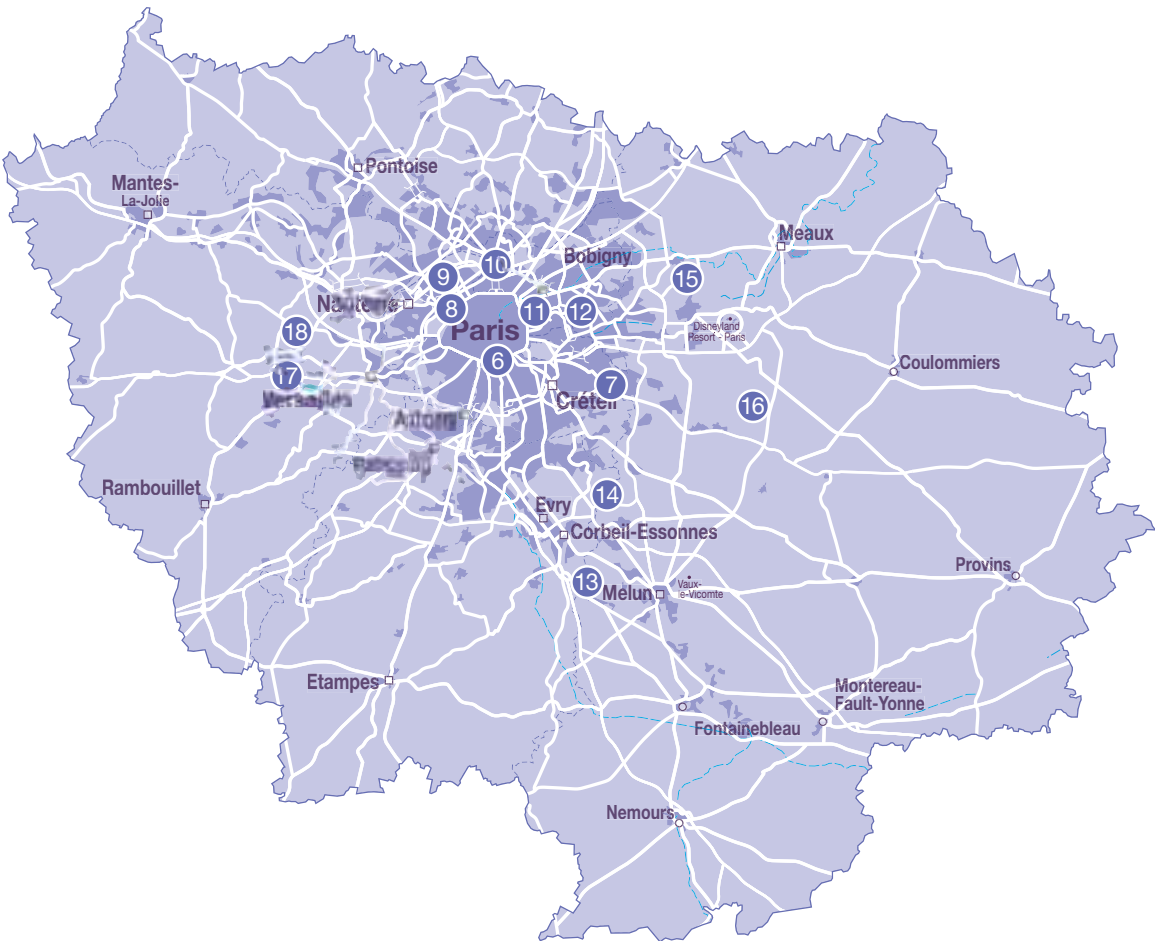 Pontoise
Mantes-
La-Jolie
Meaux
Bobigny
10
9
15
8
11
12
Disneyland
Resort - Paris
18
Paris
6
Coulommiers
17
7
Créteil
16
Rambouillet
14
Evry
Corbeil-Essonnes
Provins
13
Melun
Vaux-
le-Vicomte
Etampes
Montereau-
Fault-Yonne
Fontainebleau
Nemours